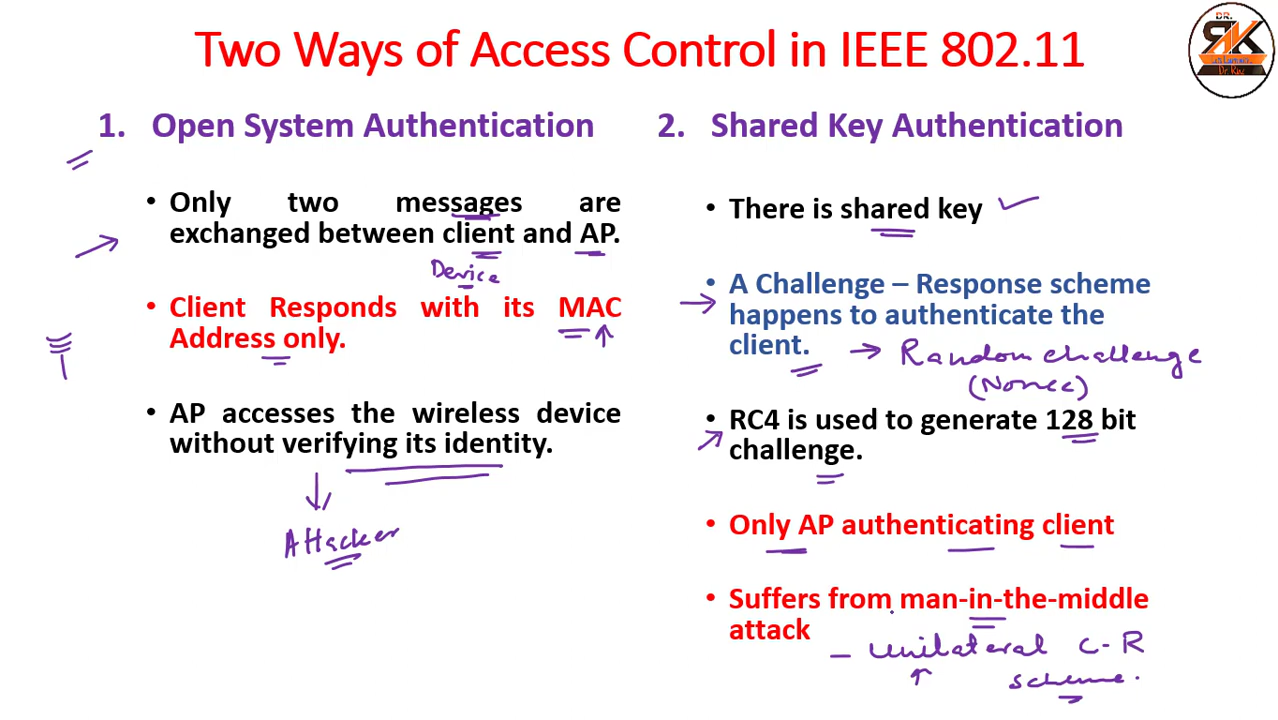 Two Ways of Access Control in IEEE 802.11
DR.
RK
Dr. RK
1. Open System Authentication
• Only two messages are
exchanged between client and AP.
Device
• Client Responds with its MAC
Address only.
• AP accesses the wireless device
without verifying its identity.
Attacker
2. Shared Key Authentication
• There is shared key
• A Challenge – Response scheme
happens to authenticate the
client.
→ Random challenge
(Nonce)
• RC4 is used to generate 128 bit
challenge.
• Only AP authenticating client
• Suffers from man-in-the-middle
attack
– Unilateral C-R
scheme.